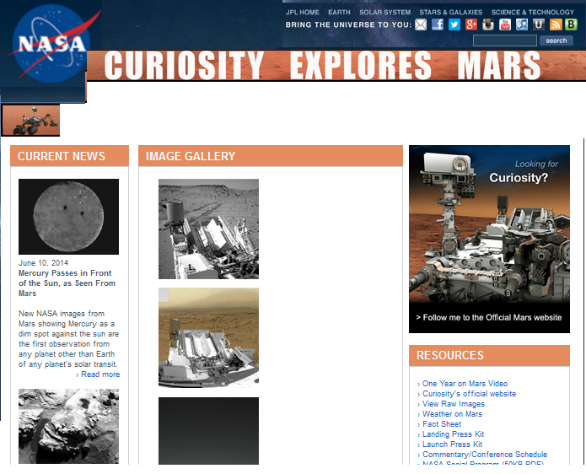 NASA
JPL HOME EARTH SOLAR SYSTEM STARS & GALAXIES SCIENCE & TECHNOLOGY
BRING THE UNIVERSE TO YOU:
search
CURIOSITY EXPLORES MARS
CURRENT NEWS
June 10, 2014
Mercury Passes in Front
of the Sun, as Seen From
Mars
New NASA images from
Mars showing Mercury as a
dim spot against the sun are
the first observation from
any planet other than Earth
of any planet's solar transit.
› Read more
IMAGE GALLERY
Looking for
Curiosity?
> Follow me to the Official Mars website
RESOURCES
› One Year on Mars Video
› Curiosity's official website
› View Raw Images
› Weather on Mars
› Fact Sheet
› Landing Press Kit
› Launch Press Kit
› Commentary/Conference Schedule
› NASA Social Program (50KB PDF)